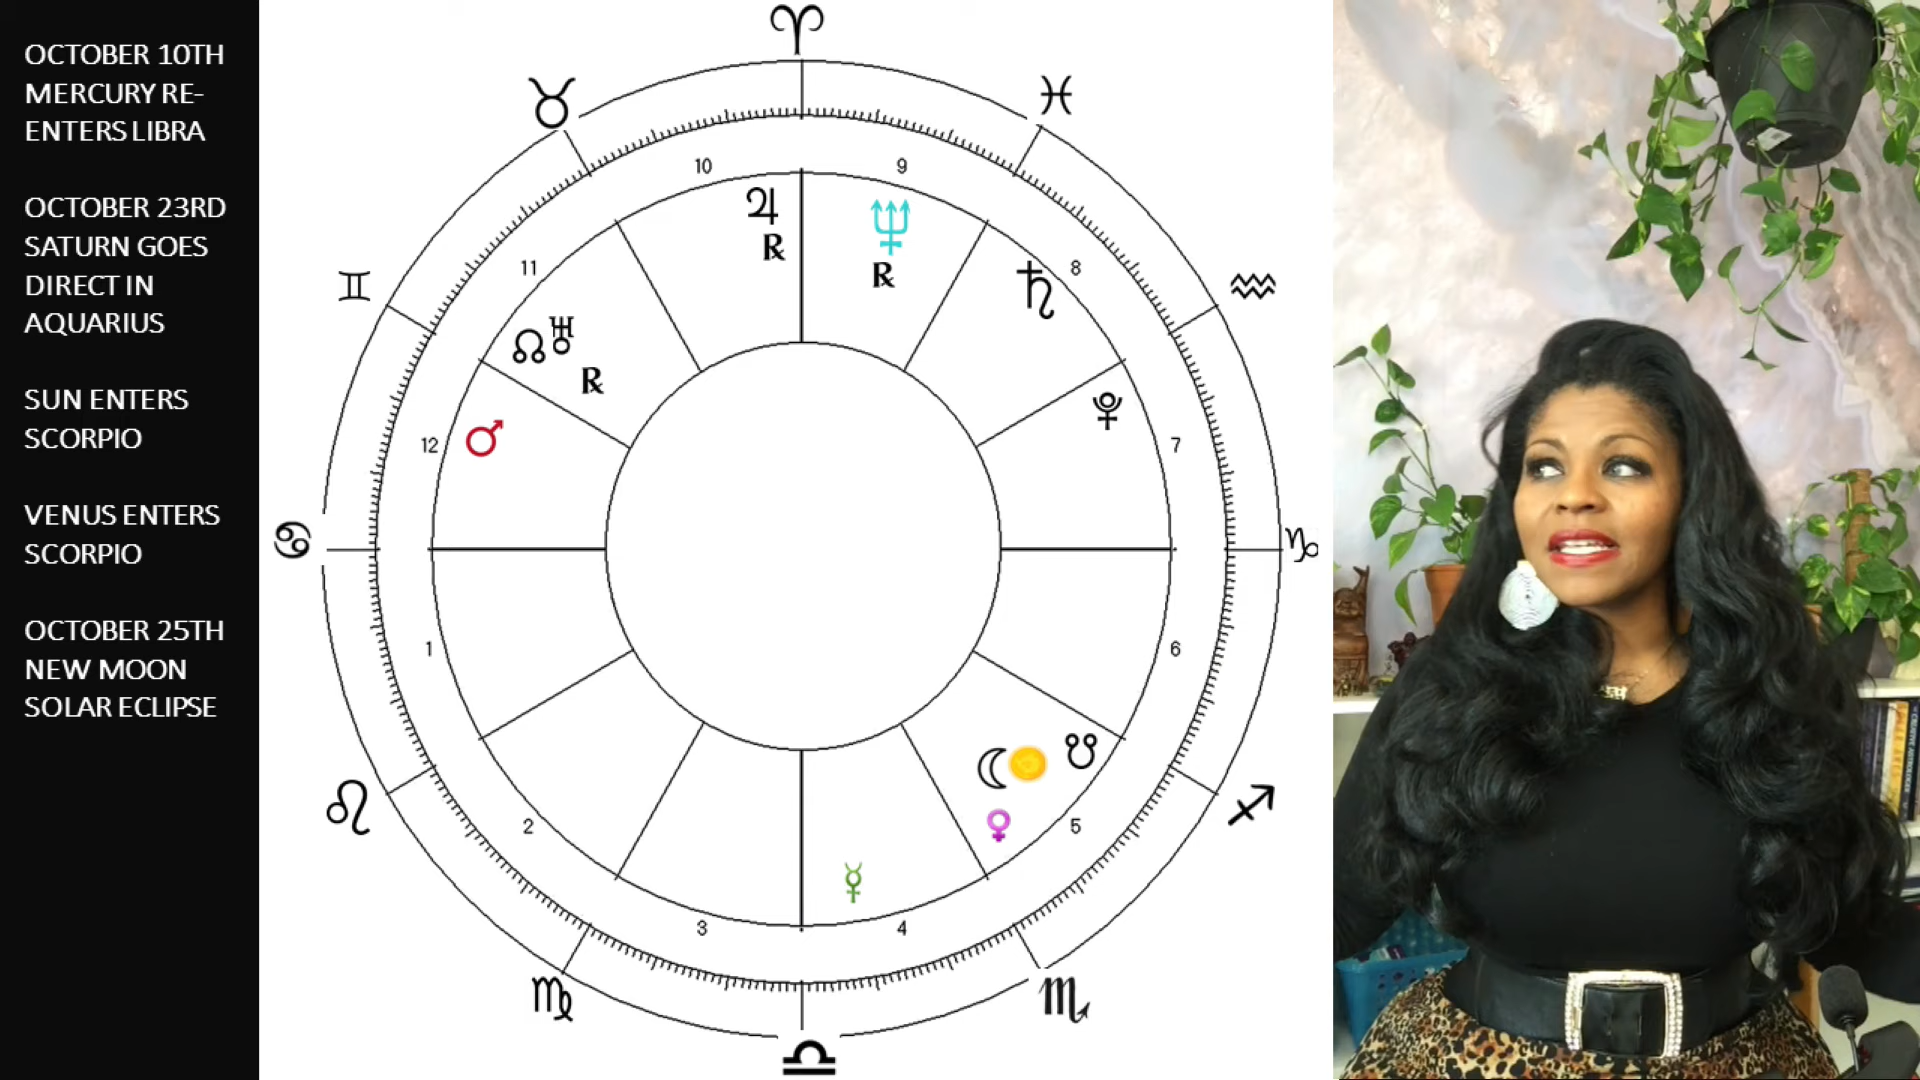 OCTOBER 10TH
MERCURY RE-
ENTERS LIBRA
OCTOBER 23RD
SATURN GOES
DIRECT IN
AQUARIUS
SUN ENTERS
SCORPIO
VENUS ENTERS
SCORPIO
OCTOBER 25TH
NEW MOON
SOLAR ECLIPSE
♈
♉
♓
10
9
♃
♆
℞
℞
11
8
♊
♄
♒
☊ ♅
℞
♇
12
♂
7
♋
♑
1
6
☾
☋
♌
2
♀
5
♐
☿
3
4
♍
♏
♎